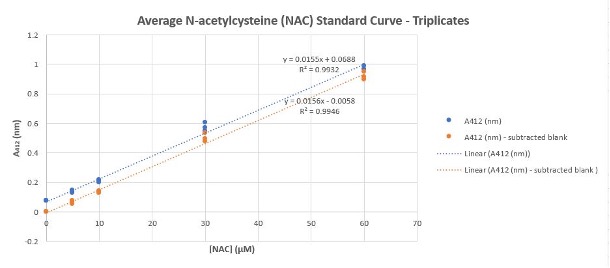 Average N-acetylcysteine (NAC) Standard Curve - Triplicates
1.2
1
0.8
0.6
0.4
0.2
0
-0.2
A₄₁₂ (nm)
y = 0.0155x + 0.0688
R² = 0.9932
y = 0.0156x - 0.0058
R² = 0.9946
0 10 20 30 40 50 60 70
[NAC] (μM)
A412 (nm)
A412 (nm) - subtracted blank
Linear (A412 (nm))
Linear (A412 (nm) - subtracted blank )